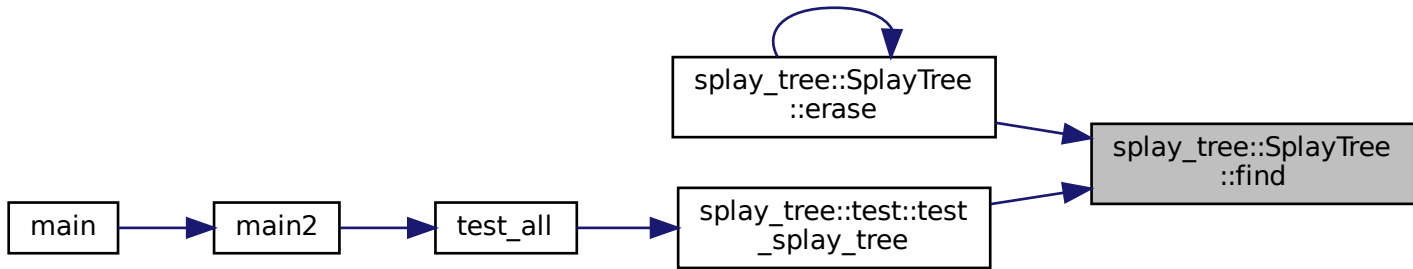 splay_tree::SplayTree
::erase
splay_tree::SplayTree
::find
main
main2
test_all
splay_tree::test::test
_splay_tree